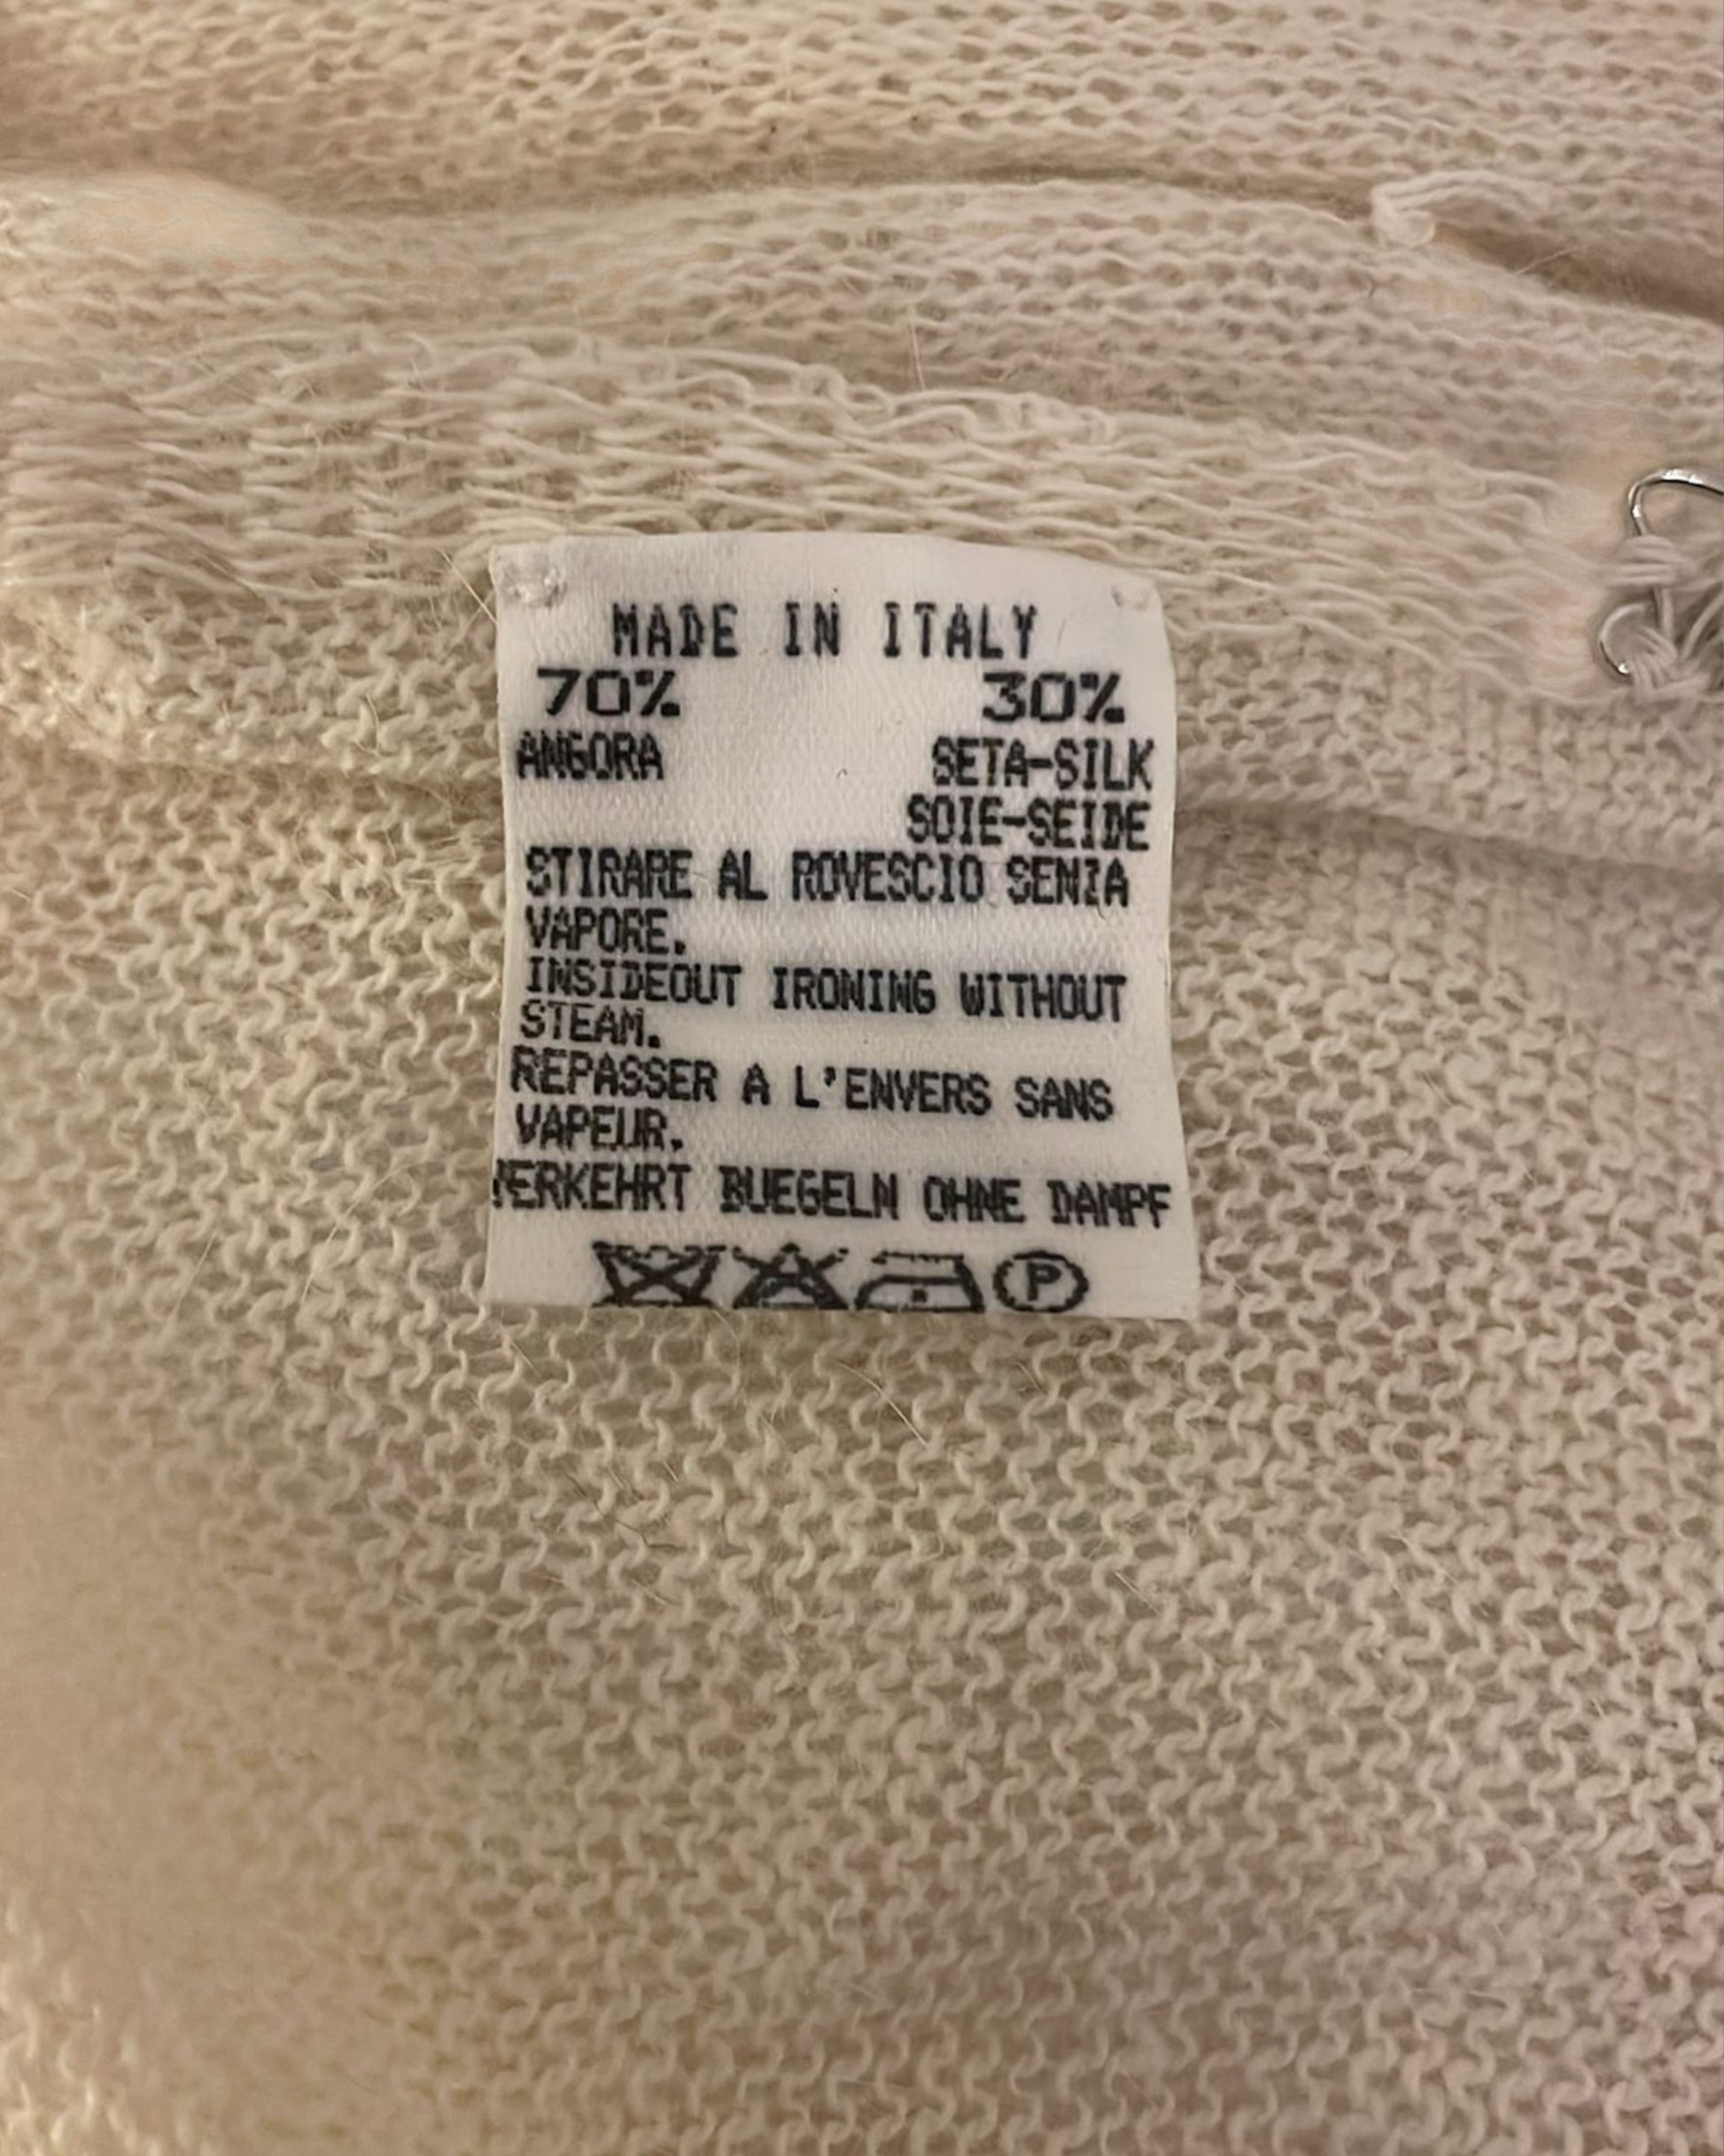 MADE IN ITALY
70% 30%
ANGORA SETA-SILK
SOIE-SEIDE
STIRARE AL ROVESCIO SENZA
VAPORE.
INSIDEOUT IRONING WITHOUT
STEAM.
REPASSER A L'ENVERS SANS
VAPEUR.
VERKEHRT BUEGELN OHNE DAMPF
P